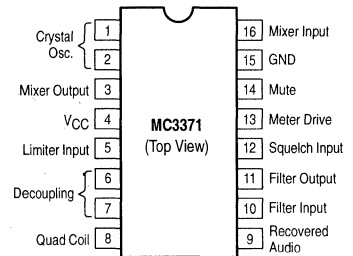 Crystal
Osc.
1
2
Mixer Output 3
VCC 4
Limiter Input 5
Decoupling
6
7
Quad Coil 8
MC3371
(Top View)
16 Mixer Input
15 GND
14 Mute
13 Meter Drive
12 Squelch Input
11 Filter Output
10 Filter Input
9 Recovered
Audio